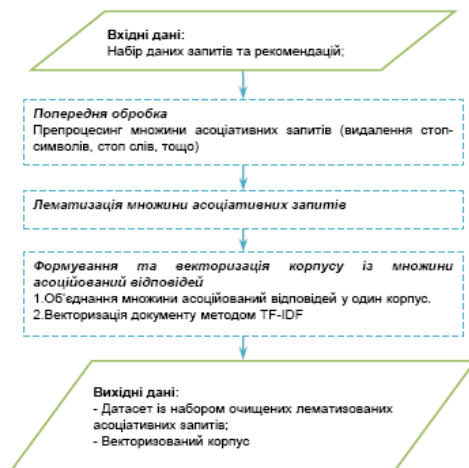 Вхідні дані:
Набір даних запитів та рекомендацій;
Попередня обробка
Препроцесинг множини асоціативних запитів (видалення стоп-
символів, стоп слів, тощо)
Лематизація множини асоціативних запитів
Формування та векторизація корпусу із множини
асоційований відповідей
1.Об'єднання множини асоційований відповідей у один корпус.
2.Векторизація документу методом TF-IDF
Вихідні дані:
- Датасет із набором очищених лематизованих
асоціативних запитів;
- Векторизований корпус